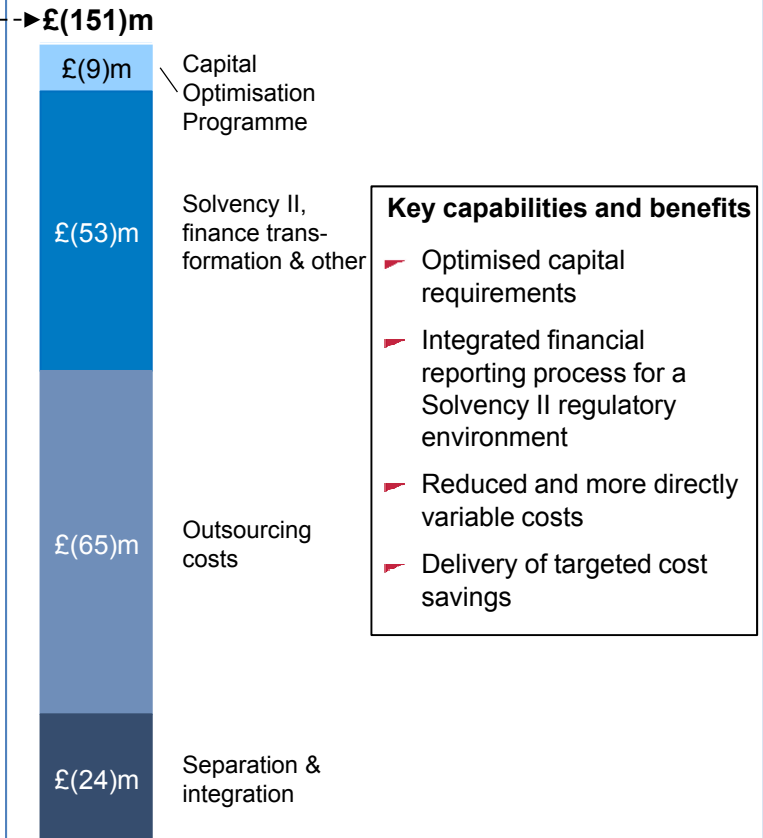 £(151)m
£(9)m
Capital
Optimisation
Programme
£(53)m
Solvency II,
finance trans-
formation & other
£(65)m
Outsourcing
costs
£(24)m
Separation &
integration
Key capabilities and benefits
Optimised capital
requirements
Integrated financial
reporting process for a
Solvency II regulatory
environment
Reduced and more directly
variable costs
Delivery of targeted cost
savings